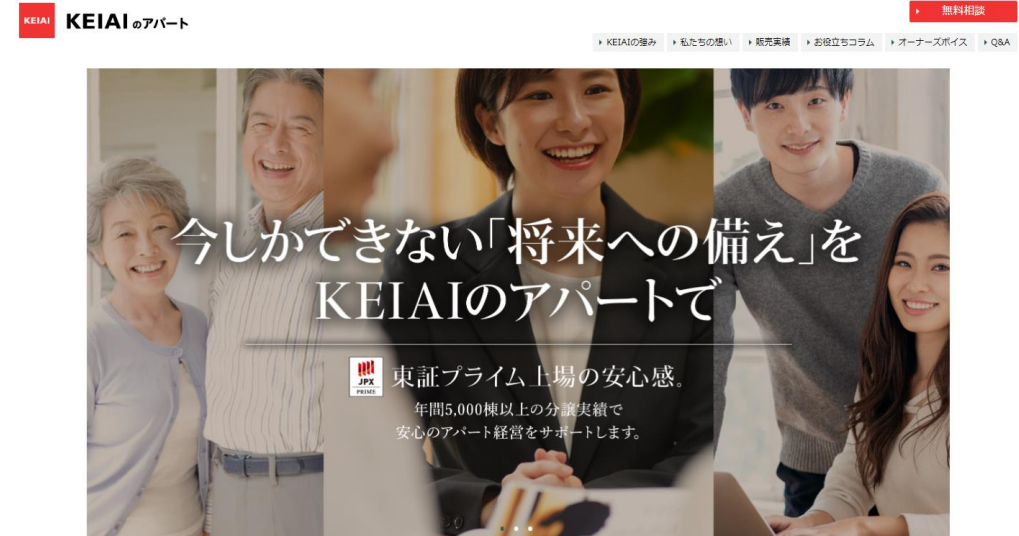 KEIAI
KEIAI のアパート
無料相談
KEIAIの強み
私たちの想い
販売実績
お役立ちコラム
オーナーズボイス
Q&A
今しかできない「将来への備え」を
KEIAIのアパートで
JPX
PRIME
東証プライム上場の安心感。
年間5,000棟以上の分譲実績で
安心のアパート経営をサポートします。